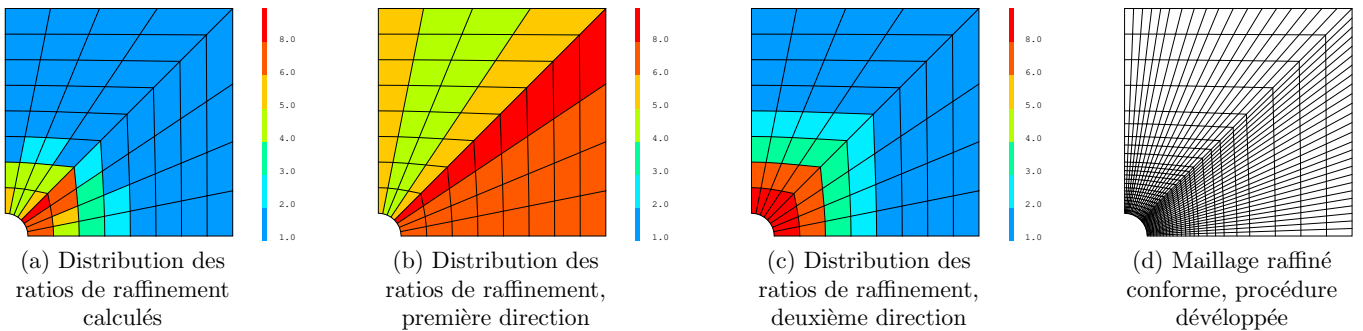 8.0
6.0
5.0
4.0
3.0
2.0
1.0
8.0
6.0
5.0
4.0
3.0
2.0
1.0
8.0
6.0
5.0
4.0
3.0
2.0
1.0
(a) Distribution des
ratios de raffinement
calculés
(b) Distribution des
ratios de raffinement,
première direction
(c) Distribution des
ratios de raffinement,
deuxième direction
(d) Maillage raffiné
conforme, procédure
dévéloppée